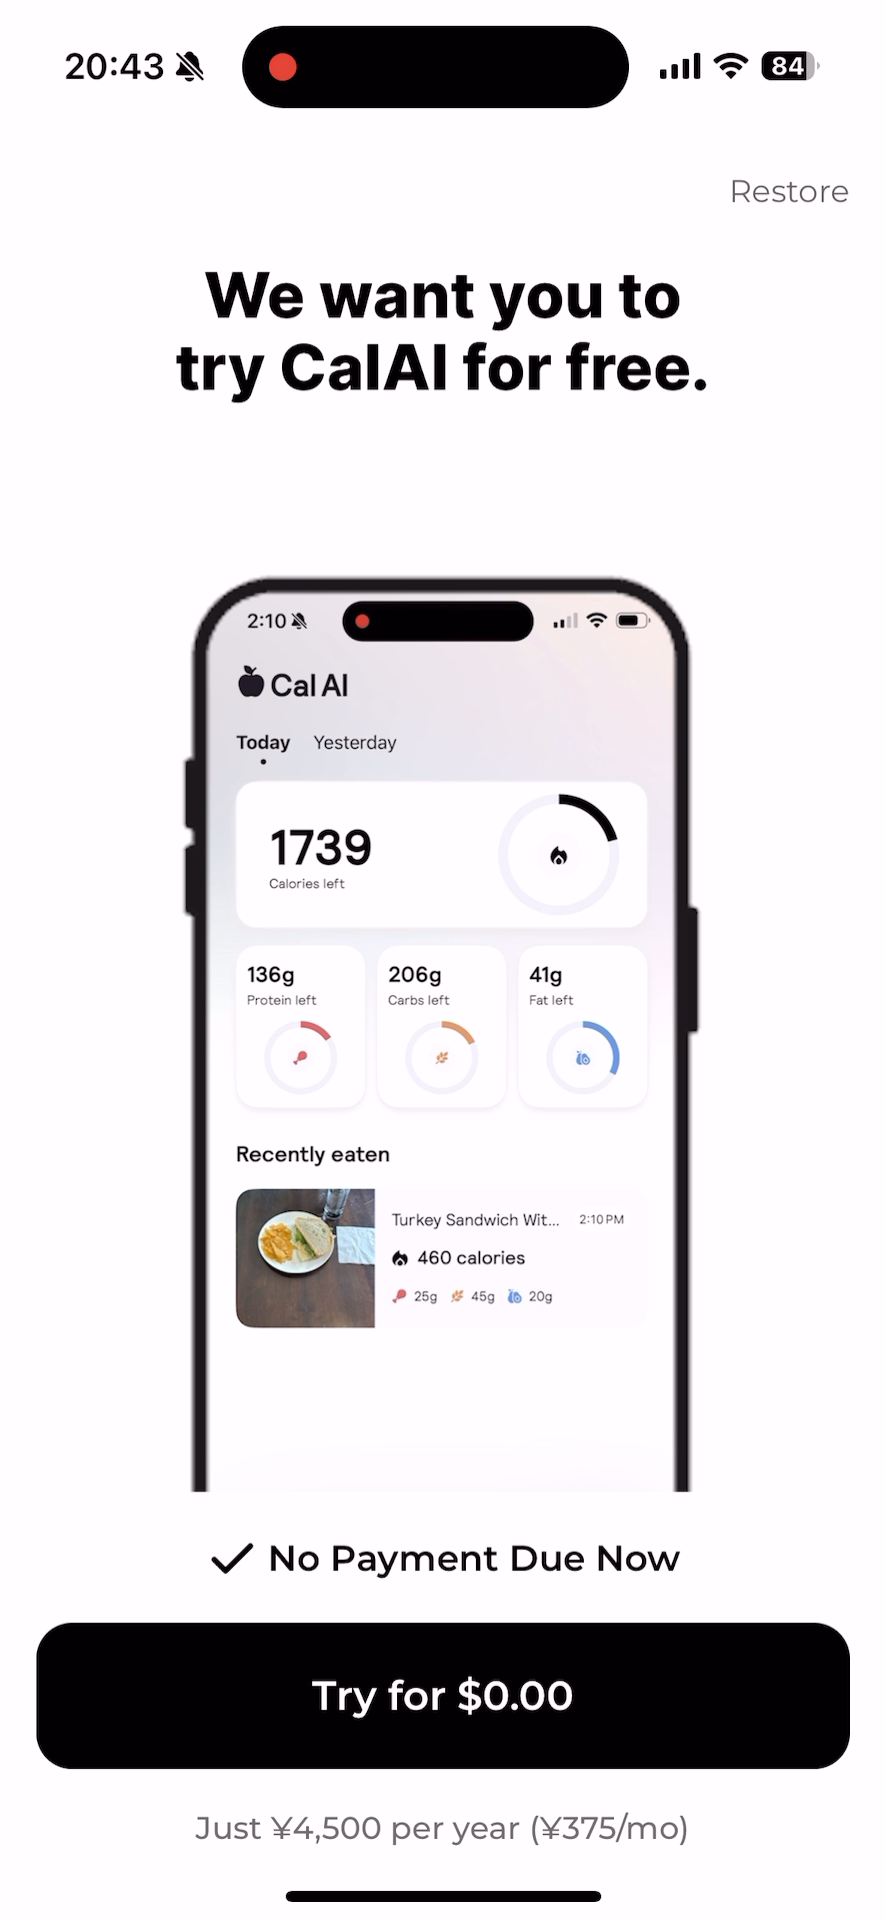 20:43
84
Restore
We want you to
try CalAI for free.
2:10
Cal AI
Today Yesterday
1739
Calories left
136g
Protein left
206g
Carbs left
41g
Fat left
Recently eaten
Turkey Sandwich Wit... 2:10 PM
460 calories
25g 45g 20g
No Payment Due Now
Try for $0.00
Just ¥4,500 per year (¥375/mo)